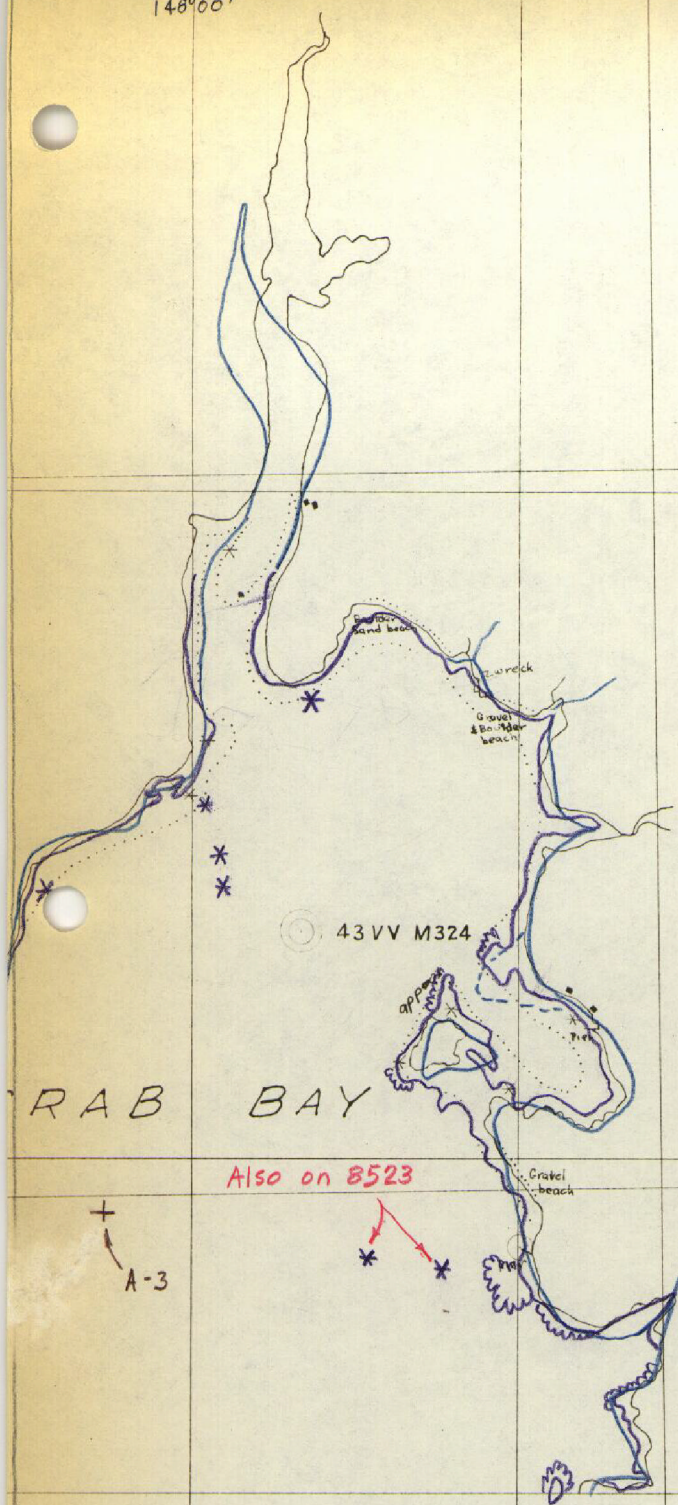 148°00'
Boulder
Sand beach
wreck
Gravel
& Boulder
beach
43 VV M324
approx
Pier
RAB BAY
Also on 8523
Gravel
beach
A-3